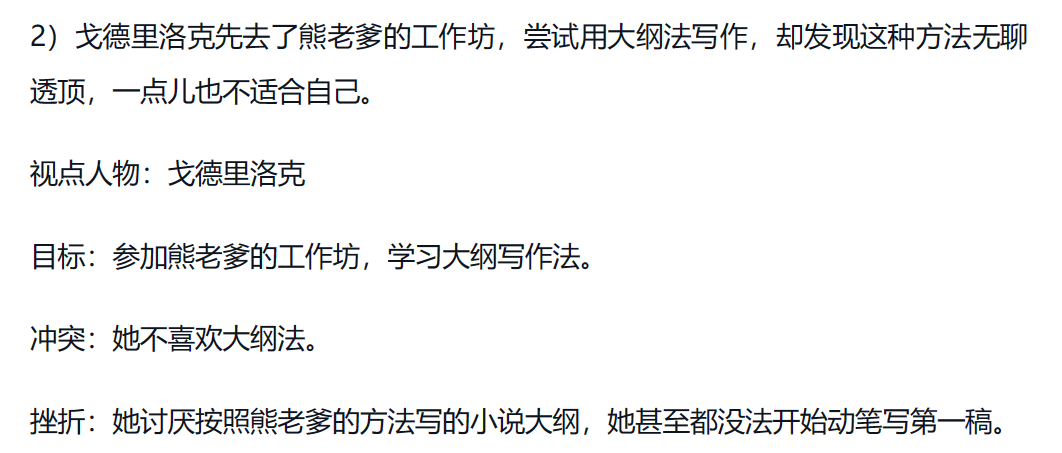 2）戈德里洛克先去了熊老爹的工作坊，尝试用大纲法写作，却发现这种方法无聊
透顶，一点儿也不适合自己。
视点人物：戈德里洛克
目标：参加熊老爹的工作坊，学习大纲写作法。
冲突：她不喜欢大纲法。
挫折：她讨厌按照熊老爹的方法写的小说大纲，她甚至都没法开始动笔写第一稿。